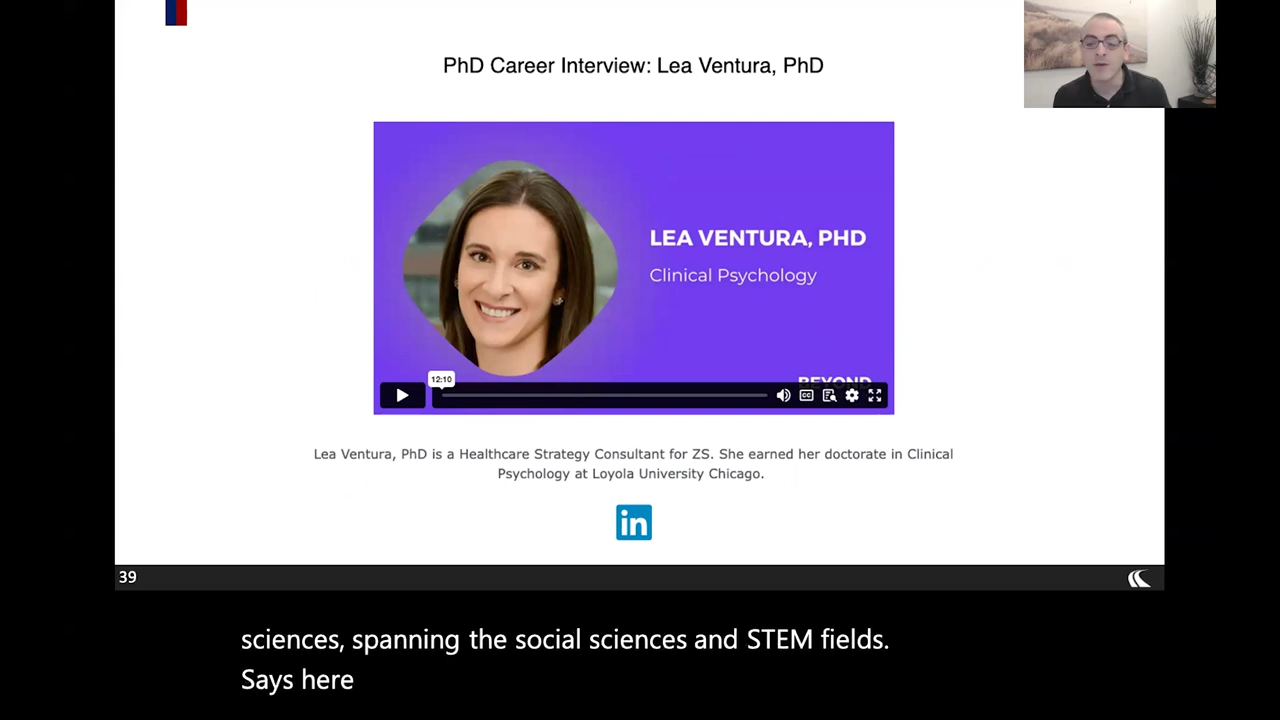 PhD Career Interview: Lea Ventura, PhD
LEA VENTURA, PHD
Clinical Psychology
BEYOND
12:10
CC
Lea Ventura, PhD is a Healthcare Strategy Consultant for ZS. She earned her doctorate in Clinical
Psychology at Loyola University Chicago.
in
39
sciences, spanning the social sciences and STEM fields.
Says here